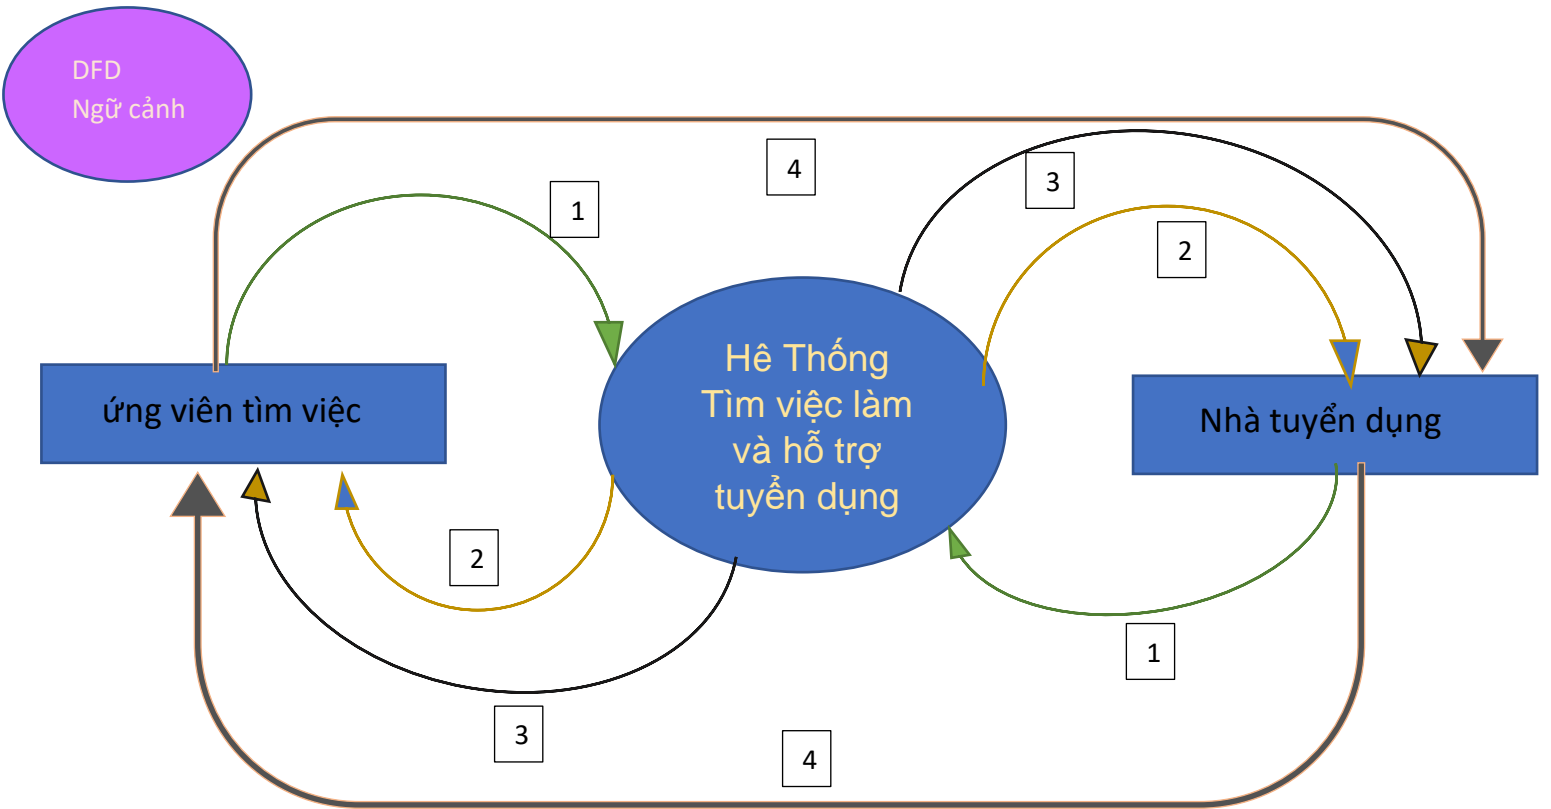 DFD
Ngữ cảnh
4
3
1
2
Hê Thống
Tìm việc làm
và hỗ trợ
tuyển dụng
ứng viên tìm việc
Nhà tuyển dụng
2
1
3
4